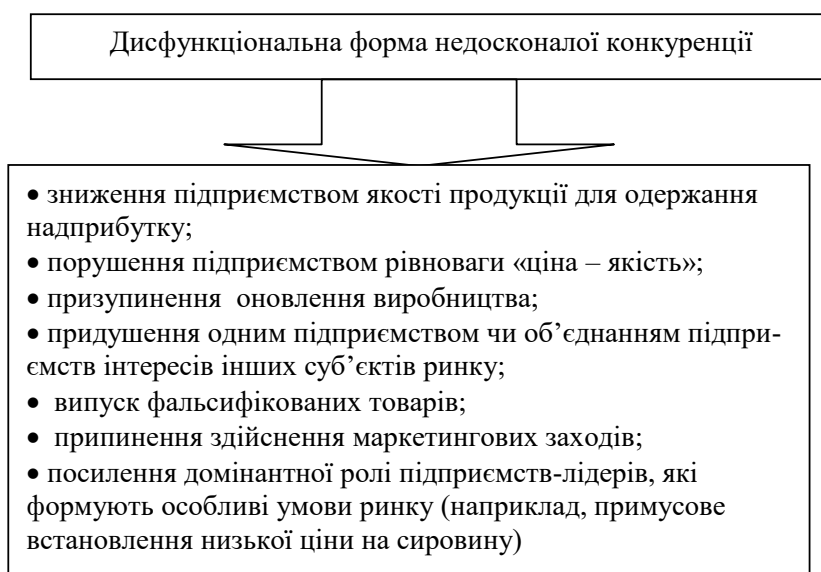 Дисфункціональна форма недосконалої конкуренції
• зниження підприємством якості продукції для одержання
надприбутку;
• порушення підприємством рівноваги «ціна – якість»;
• призупинення оновлення виробництва;
• придушення одним підприємством чи об’єднанням підпри-
ємств інтересів інших суб’єктів ринку;
• випуск фальсифікованих товарів;
• припинення здійснення маркетингових заходів;
• посилення домінантної ролі підприємств-лідерів, які
формують особливі умови ринку (наприклад, примусове
встановлення низької ціни на сировину)